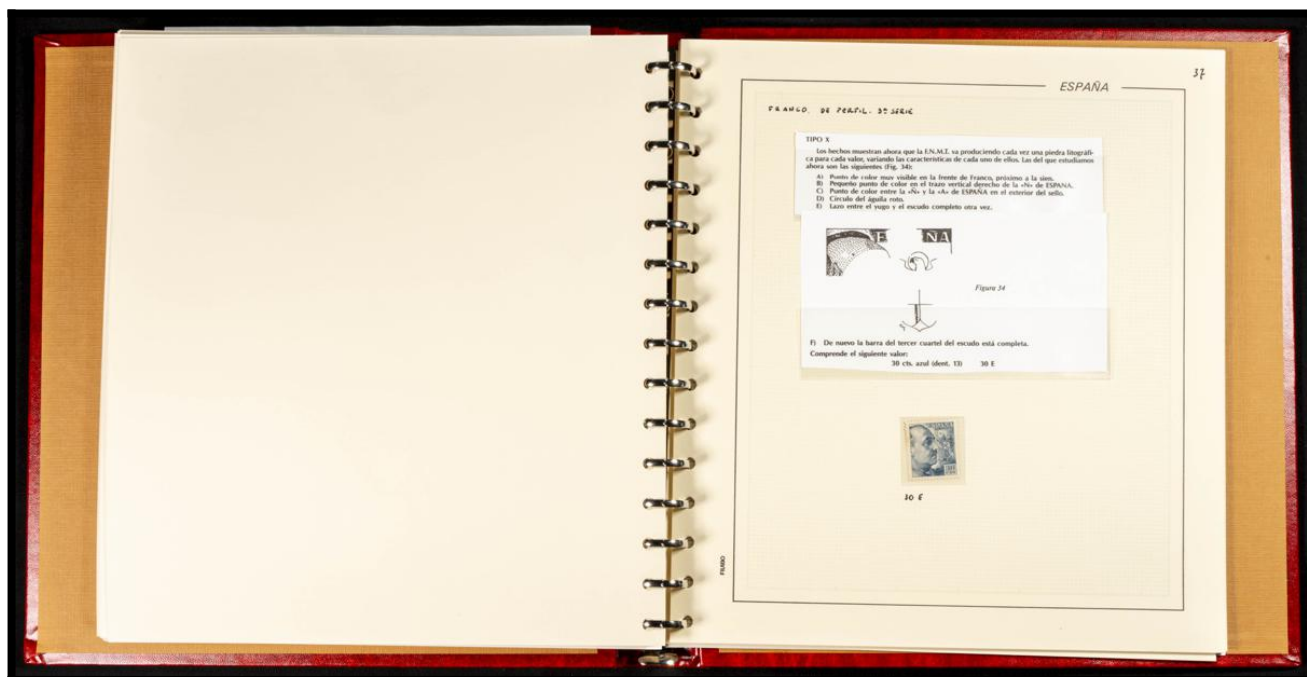 37
ESPAÑA
FRANCO. DE PERFIL. 3ª SERIE
TIPO X
Los hechos muestran ahora que la F.N.M.T. va produciendo cada vez una piedra litográfi-
ca para cada valor, variando las características de cada uno de ellos. Las del que estudiamos
ahora son las siguientes (Fig. 34):
A) Punto de color muy visible en la frente de Franco, próximo a la sien.
B) Pequeño punto de color en el trazo vertical derecho de la «N» de ESPANA.
C) Punto de color entre la «Ñ» y la «A» de ESPAÑA en el exterior del sello.
D) Círculo del águila roto.
E) Lazo entre el yugo y el escudo completo otra vez.
E
NA
Figura 34
F) De nuevo la barra del tercer cuartel del escudo está completa.
Comprende el siguiente valor:
30 cts. azul (dent. 13) 30 E
ESPAÑA
30 E
FILABO